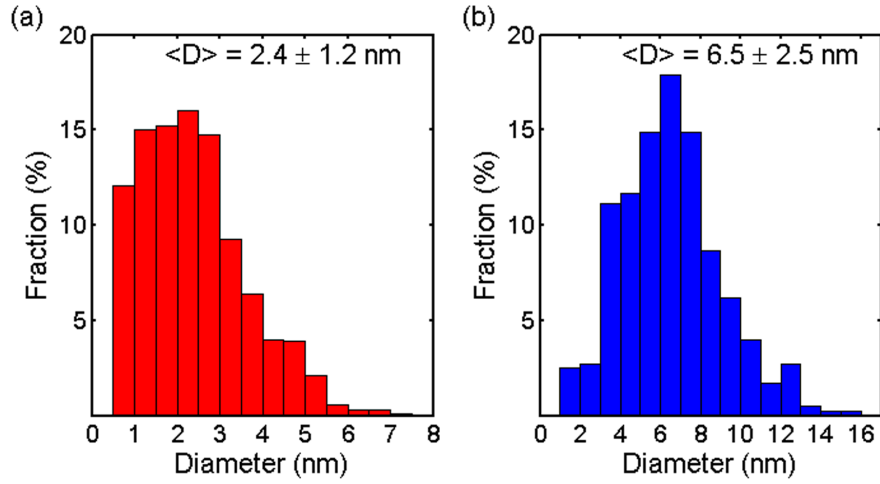 (a)
<D> = 2.4 ± 1.2 nm
20
15
10
5
Fraction (%)
0 1 2 3 4 5 6 7 8
Diameter (nm)
(b)
<D> = 6.5 ± 2.5 nm
20
15
10
5
Fraction (%)
0 2 4 6 8 10 12 14 16
Diameter (nm)